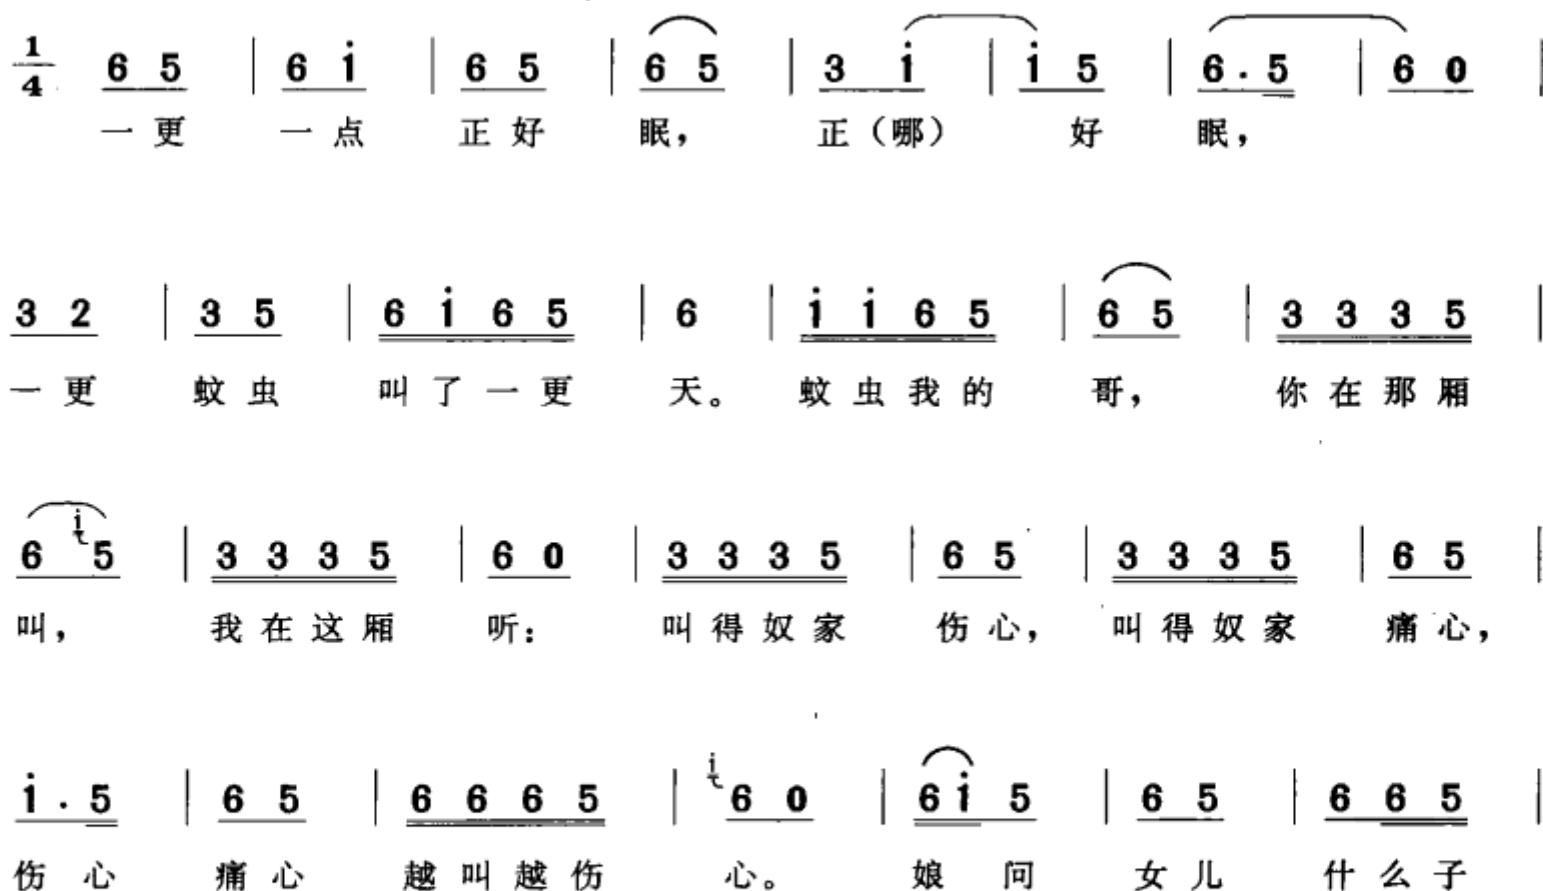 1/4 6 5 | 6 i | 6 5 | 6 5 | 3 i | i 5 | 6 . 5 | 6 0 |
一更 一点 正好 眠， 正（哪） 好 眠，
3 2 | 3 5 | 6 i 6 5 | 6 | i i 6 5 | 6 5 | 3 3 3 5 |
一更 蚊虫 叫了一更 天。 蚊虫我的 哥， 你在那厢
6 i 5 | 3 3 3 5 | 6 0 | 3 3 3 5 | 6 5 | 3 3 3 5 | 6 5 |
叫， 我在这厢 听： 叫得奴家 伤心， 叫得奴家 痛心，
i . 5 | 6 5 | 6 6 6 5 | i 6 0 | 6 i 5 | 6 5 | 6 6 5 |
伤心 痛心 越叫越伤 心。 娘问 女儿 什么子